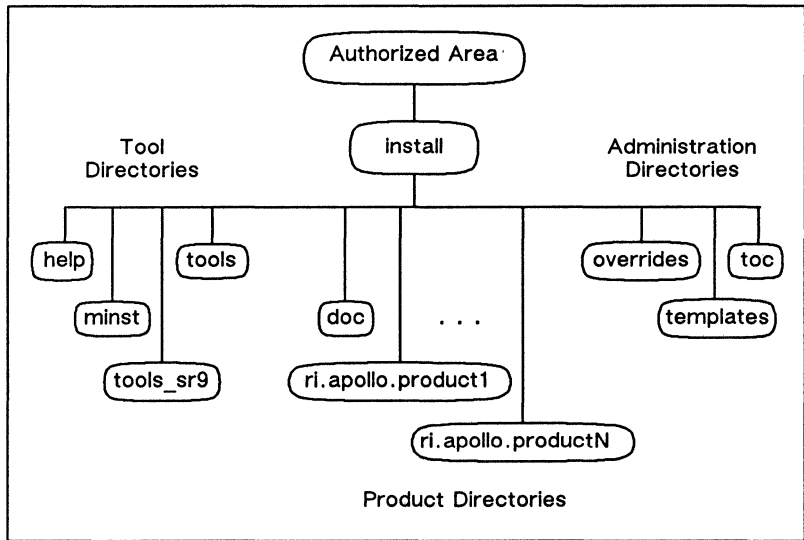 Authorized Area
install
Tool
Directories
Administration
Directories
help
tools
overrides
toc
minst
doc
. . .
templates
tools_sr9
ri.apollo.product1
ri.apollo.productN
Product Directories